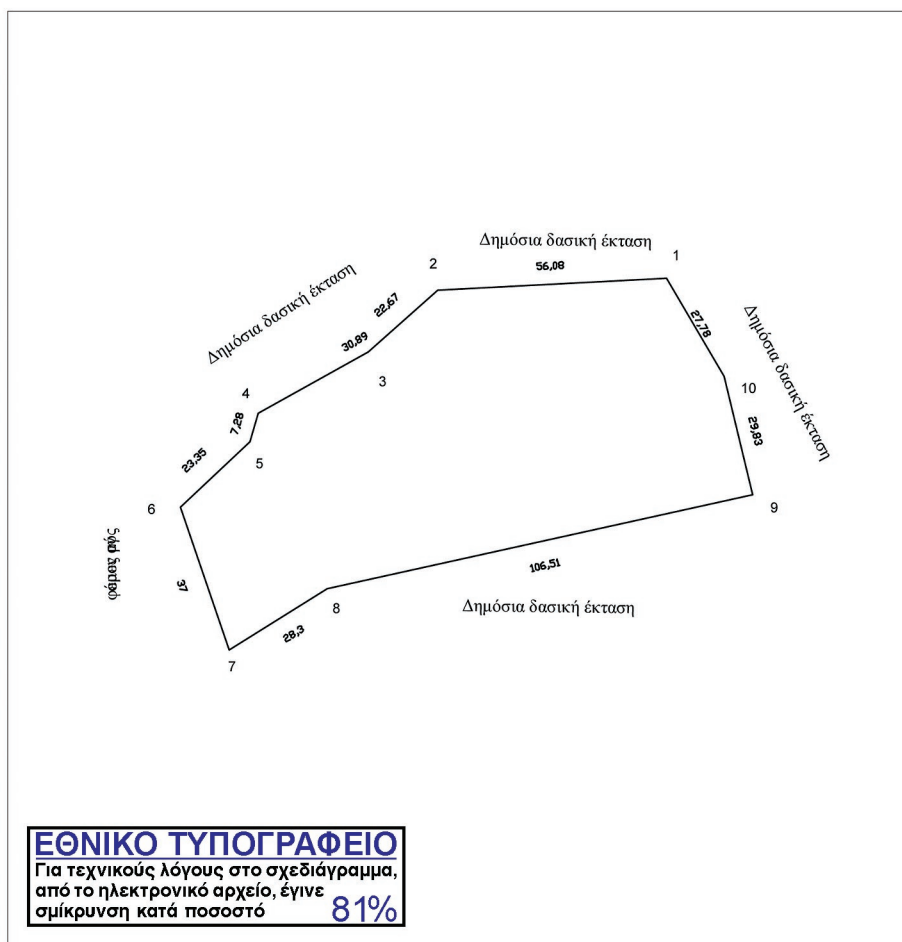 Δημόσια δασική έκταση
1
2
56,08
Δημόσια δασική έκταση
22,67
27,78
Δημόσια δασική έκταση
30,89
3
10
4
7,28
29,83
23,35
5
6
9
37
106,51
Δημόσια δασική έκταση
8
28,3
7
ΕΘΝΙΚΟ ΤΥΠΟΓΡΑΦΕΙΟ
Για τεχνικούς λόγους στο σχεδιάγραμμα,
από το ηλεκτρονικό αρχείο, έγινε
σμίκρυνση κατά ποσοστό 81%